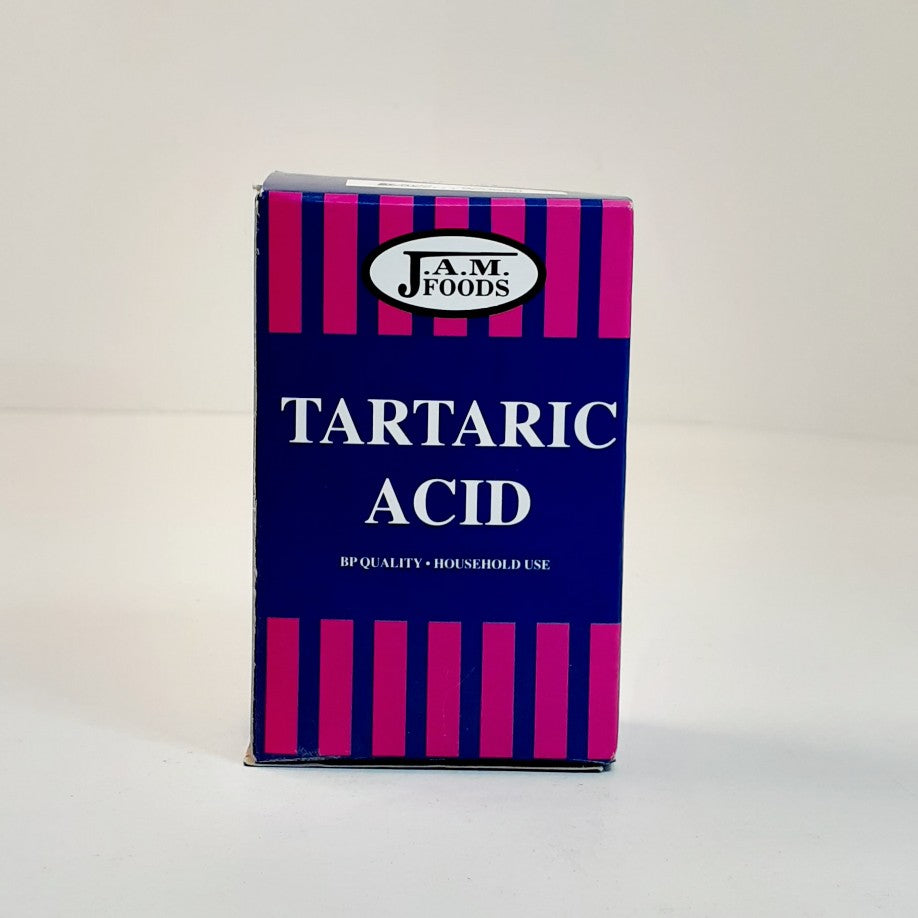 J.A.M.
FOODS
TARTARIC
ACID
BP QUALITY • HOUSEHOLD USE